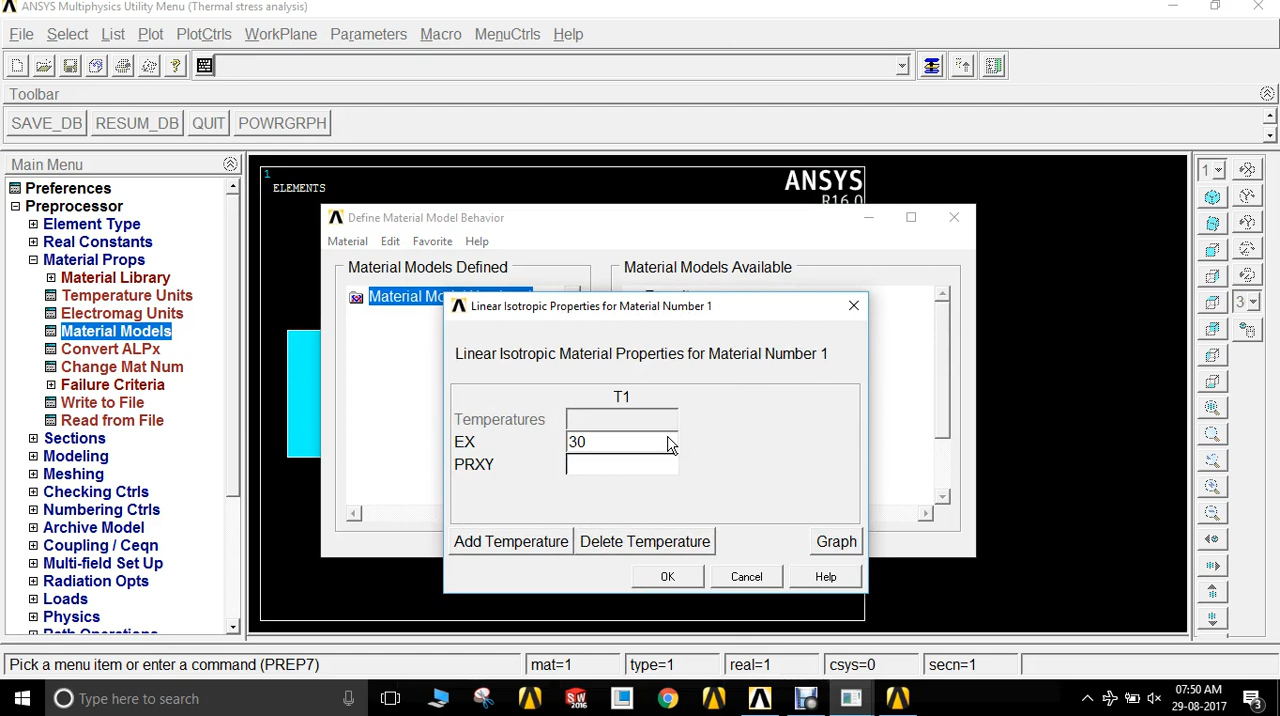 ANSYS Multiphysics Utility Menu (Thermal stress analysis)
File Select List Plot PlotCtrls WorkPlane Parameters Macro MenuCtrls Help
Toolbar
SAVE_DB RESUM_DB QUIT POWRGRPH
Main Menu
Preferences
Preprocessor
Element Type
Real Constants
Material Props
Material Library
Temperature Units
Electromag Units
Material Models
Convert ALPx
Change Mat Num
Failure Criteria
Write to File
Read from File
Sections
Modeling
Meshing
Checking Ctrls
Numbering Ctrls
Archive Model
Coupling / Ceqn
Multi-field Set Up
Radiation Opts
Loads
Physics
1
ELEMENTS
ANSYS
R16.0
Define Material Model Behavior
Material Edit Favorite Help
Material Models Defined
Material Models Available
Linear Isotropic Properties for Material Number 1
Linear Isotropic Material Properties for Material Number 1
T1
Temperatures
EX 30
PRXY
Add Temperature Delete Temperature Graph
OK Cancel Help
1
3
Pick a menu item or enter a command (PREP7)
mat=1 type=1 real=1 csys=0 secn=1
Type here to search
SW
2016
07:50 AM
29-08-2017
3